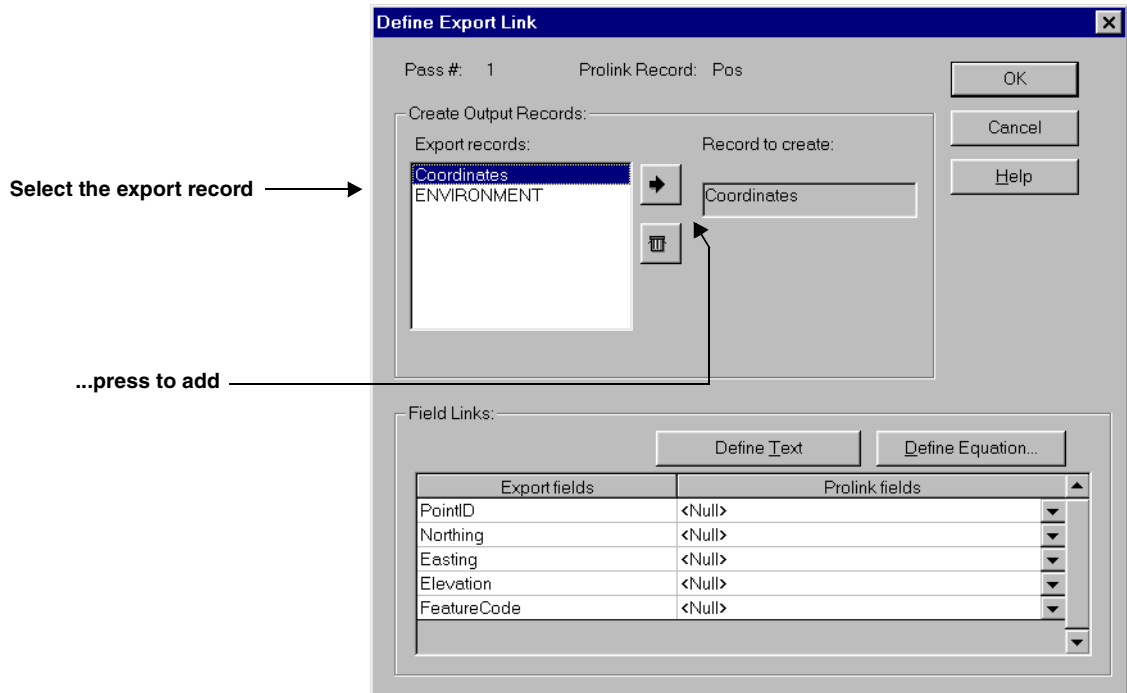 Define Export Link
Pass #: 1 Prolink Record: Pos
OK
Create Output Records:
Cancel
Export records: Record to create:
Help
Select the export record
Coordinates
ENVIRONMENT
Coordinates
...press to add
Field Links:
Define Text Define Equation...
Export fields Prolink fields
PointID <Null>
Northing <Null>
Easting <Null>
Elevation <Null>
FeatureCode <Null>